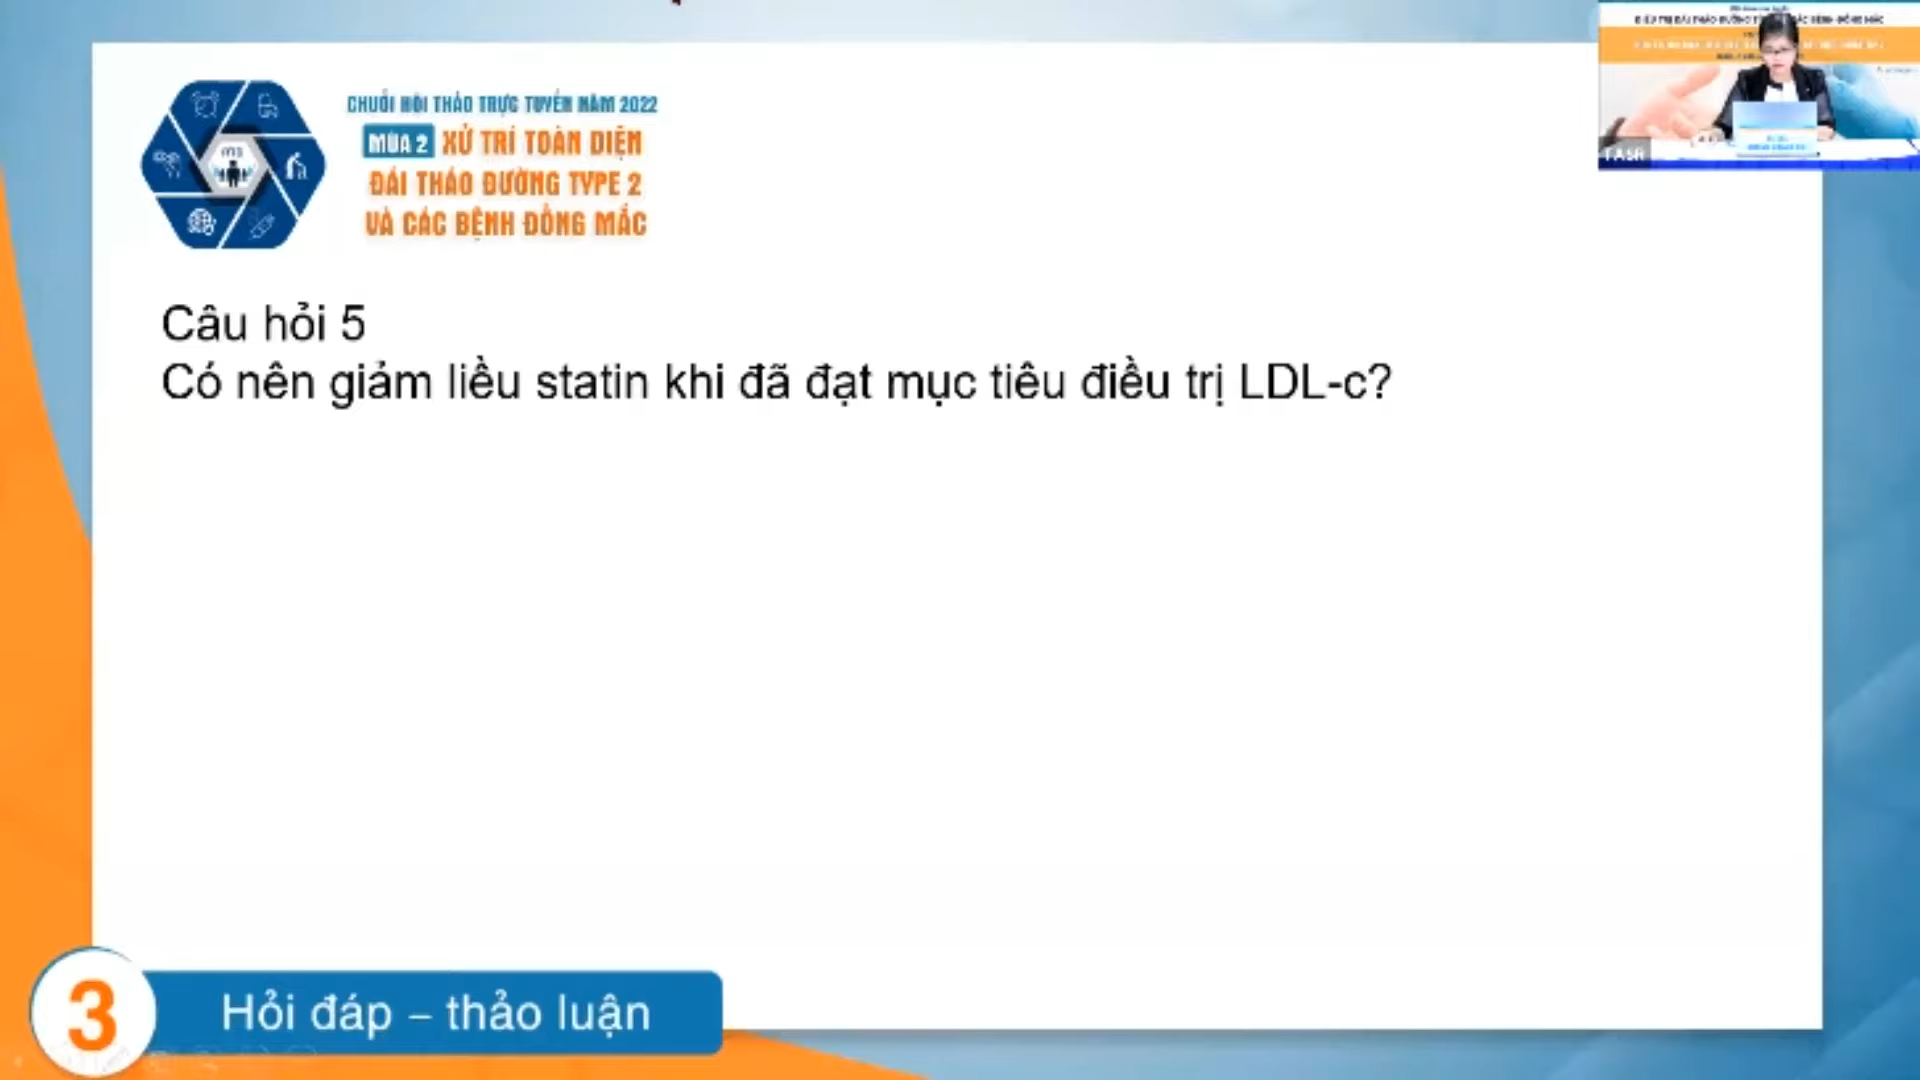 CHUỖI HỘI THẢO TRỰC TUYẾN NĂM 2022
MÙA 2 XỬ TRÍ TOÀN DIỆN
ĐÁI THÁO ĐƯỜNG TYPE 2
VÀ CÁC BỆNH ĐỒNG MẮC
Câu hỏi 5
Có nên giảm liều statin khi đã đạt mục tiêu điều trị LDL-c?
3 Hỏi đáp – thảo luận